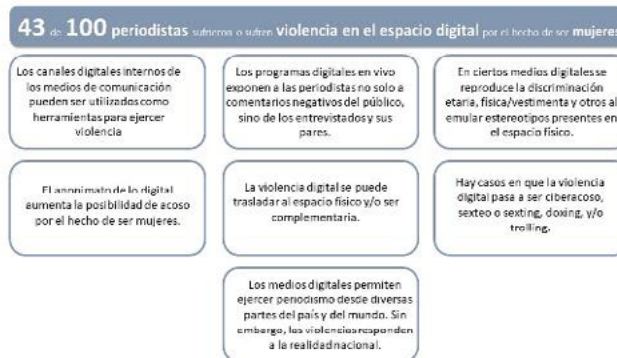 43 de 100 periodistas sufrieron o sufren violencia en el espacio digital por el hecho de ser mujeres
Los canales digitales internos de
los medios de comunicación
pueden ser utilizados como
herramientas para ejercer
violencia
Los programas digitales en vivo
exponen a las periodistas no solo a
comentarios negativos del público,
sino de los entrevistados y sus
pares.
En ciertos medios digitales se
reproduce la discriminación
etaria, física/vestimenta y otros al
emular estereotipos presentes en
el espacio físico.
El anonimato de lo digital
aumenta la posibilidad de acoso
por el hecho de ser mujeres.
La violencia digital se puede
trasladar al espacio físico y/o ser
complementaria.
Hay casos en que la violencia
digital pasa a ser ciberacoso,
sexteo o sexting, doxing, y/o
trolling.
Los medios digitales permiten
ejercer periodismo desde diversas
partes del país y del mundo. Sin
embargo, las violencias responden
a la realidad nacional.